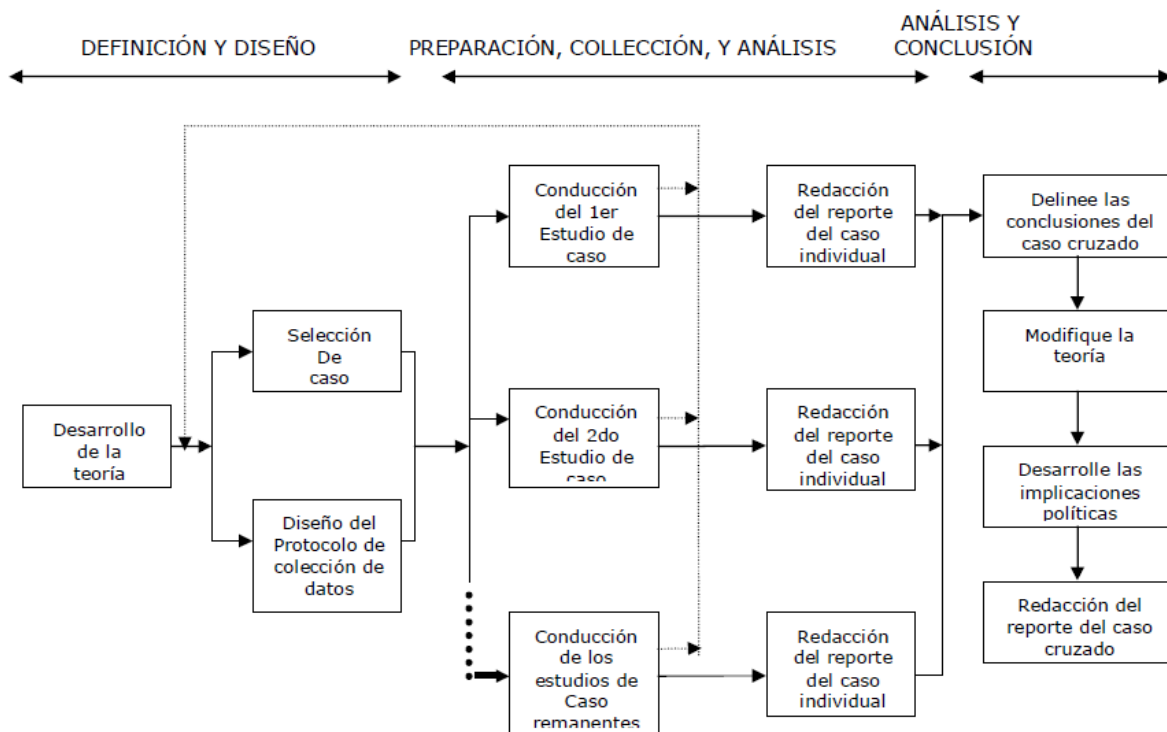 DEFINICIÓN Y DISEÑO
PREPARACIÓN, COLLECCIÓN, Y ANÁLISIS
ANÁLISIS Y
CONCLUSIÓN
Desarrollo
de la
teoría
Selección
De
caso
Diseño del
Protocolo de
colección de
datos
Conducción
del 1er
Estudio de
caso
Conducción
del 2do
Estudio de
caso
Conducción
de los
estudios de
Caso
remanentes
Redacción
del reporte
del caso
individual
Redacción
del reporte
del caso
individual
Redacción
del reporte
del caso
individual
Delinee las
conclusiones del
caso cruzado
Modifique la
teoría
Desarrolle las
implicaciones
políticas
Redacción del
reporte del caso
cruzado